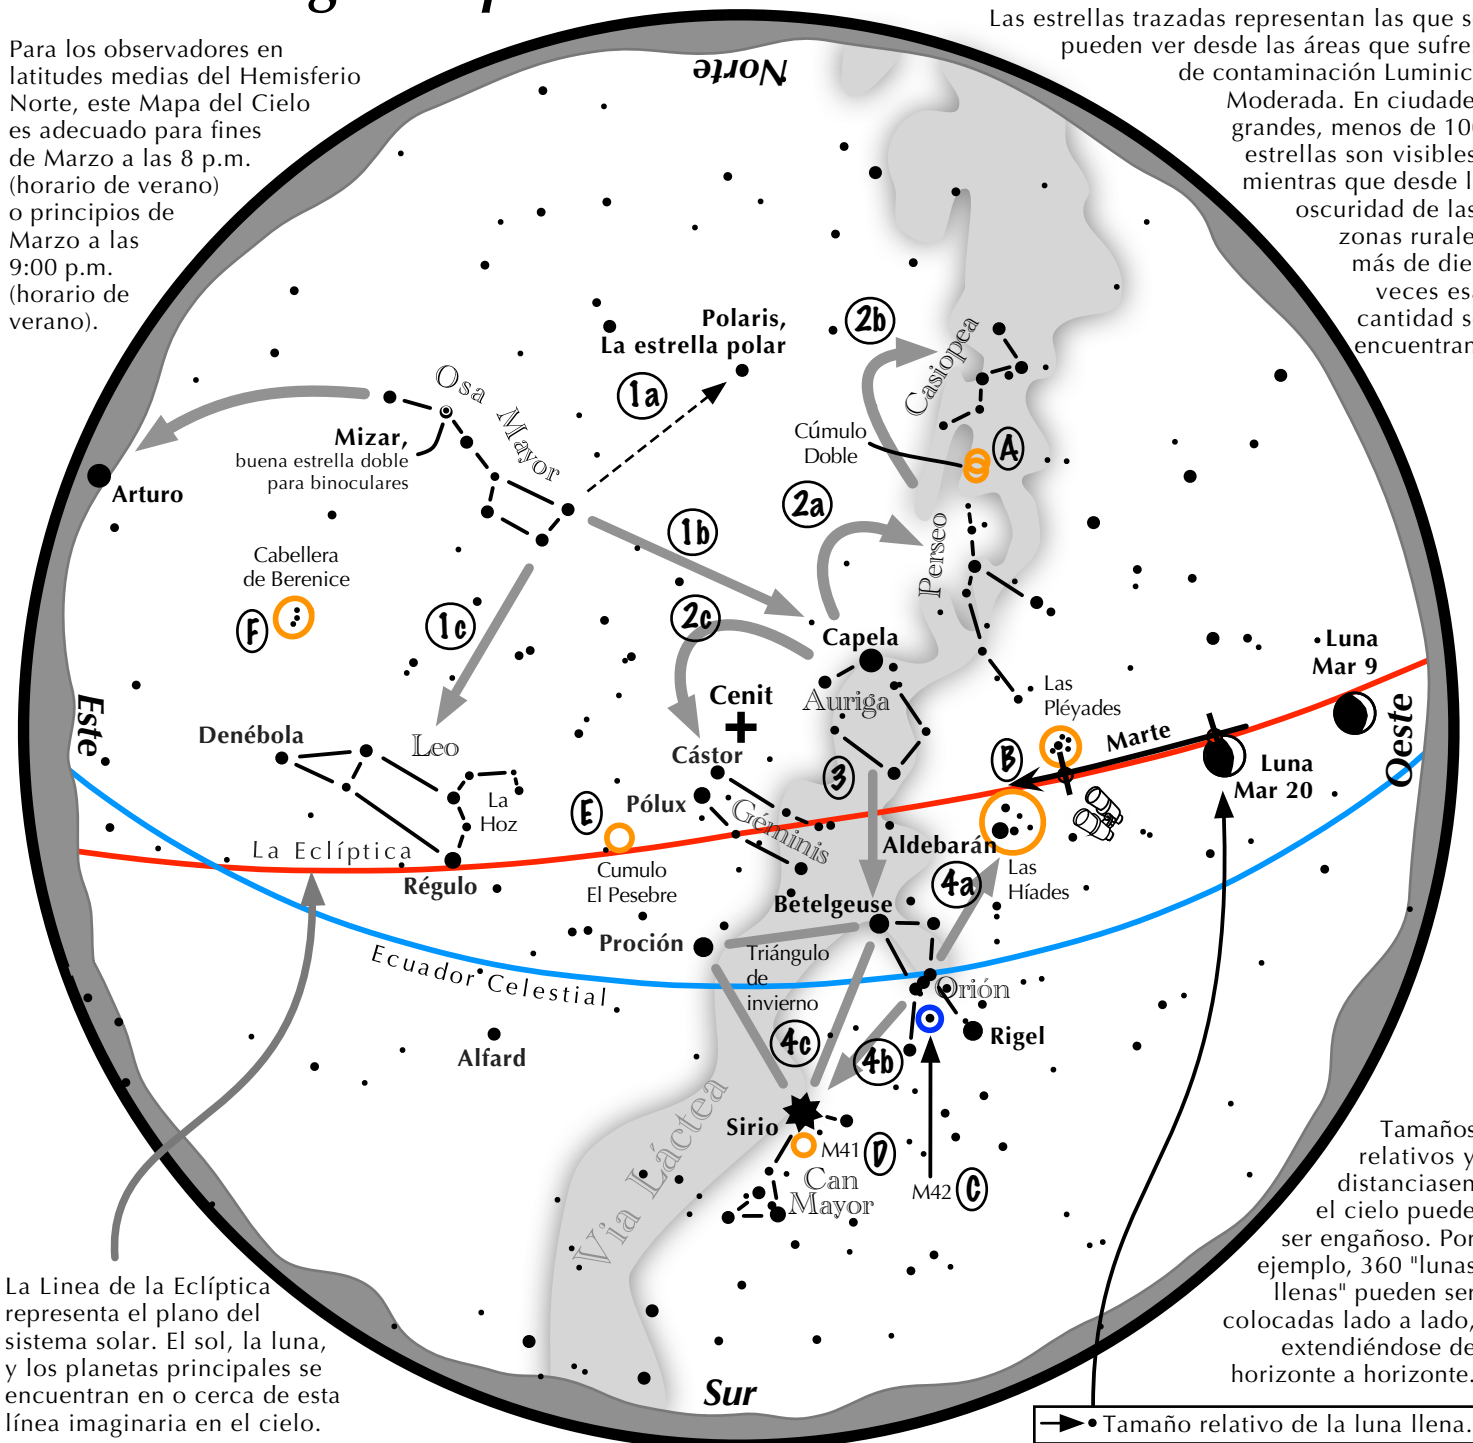 Para los observadores en
latitudes medias del Hemisferio
Norte, este Mapa del Cielo
es adecuado para fines
de Marzo a las 8 p.m.
(horario de verano)
o principios de
Marzo a las
9:00 p.m.
(horario de
verano).
Las estrellas trazadas representan las que s
pueden ver desde las áreas que sufre
de contaminación Luminic
Moderada. En ciudade
grandes, menos de 10
estrellas son visibles
mientras que desde l
oscuridad de las
zonas rurale
más de die
veces es
cantidad s
encuentran
Norte
Polaris,
La estrella polar
1a
2b
Casiopea
Osa Mayor
Mizar,
buena estrella doble
para binoculares
Cúmulo
Doble
A
Arturo
2a
1b
Perseo
Cabellera
de Berenice
F
1c
2c
Capela
Luna
Mar 9
Auriga
Las
Pléyades
Cenit
Este
Oeste
Denébola
Leo
Marte
Cástor
3
B
Luna
Mar 20
La
Hoz
E
Pólux
Géminis
La Eclíptica
Aldebarán
Régulo
Cumulo
El Pesebre
Las
Híades
4a
Betelgeuse
Proción
Triángulo
de
invierno
Ecuador Celestial
Orión
Alfard
4c
4b
Rigel
Sirio
M41
D
Can
Mayor
M42
C
Via Láctea
Tamaños
relativos y
distanciasen
el cielo puede
ser engañoso. Por
ejemplo, 360 "lunas
llenas" pueden ser
colocadas lado a lado,
extendiéndose de
horizonte a horizonte.
La Linea de la Eclíptica
representa el plano del
sistema solar. El sol, la luna,
y los planetas principales se
encuentran en o cerca de esta
línea imaginaria en el cielo.
Sur
Tamaño relativo de la luna llena.